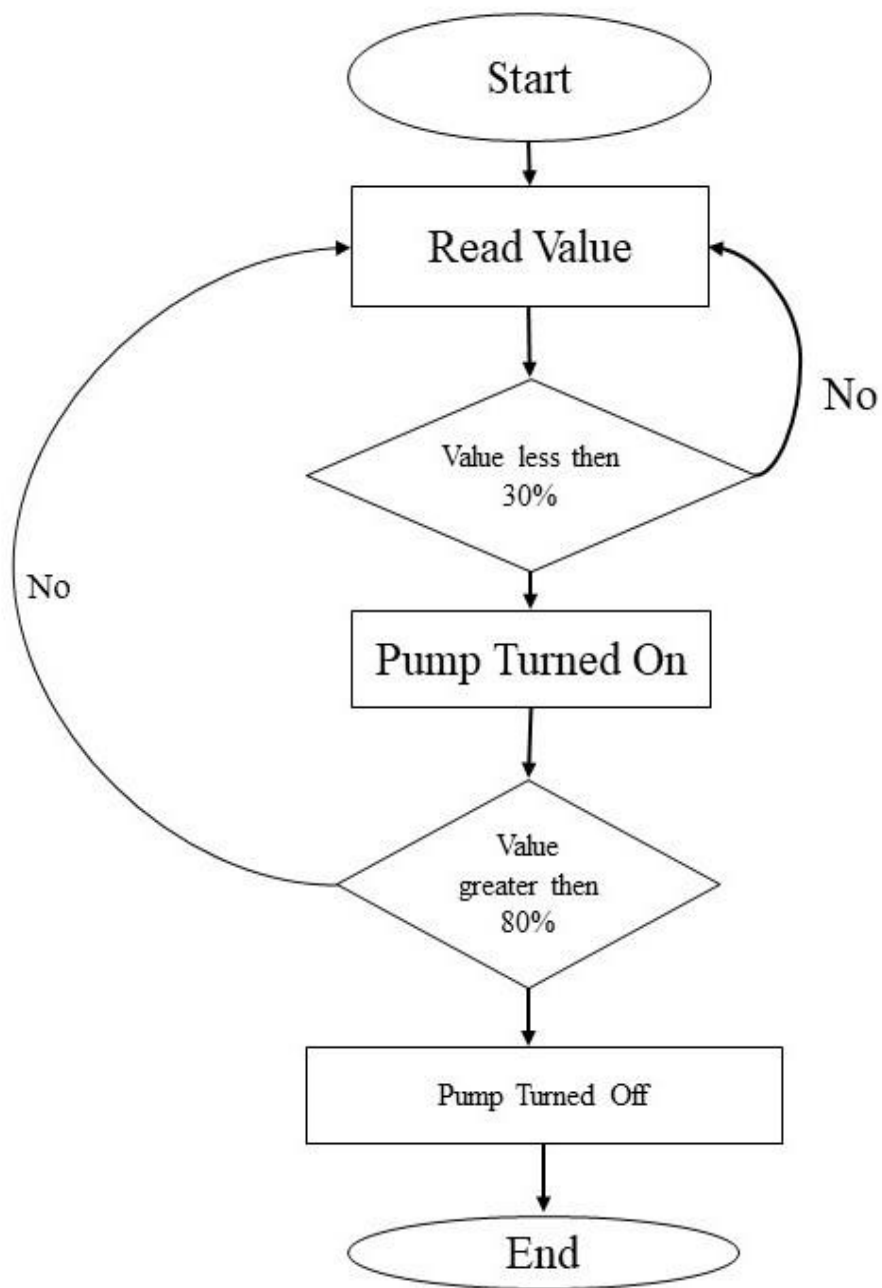 Start
Read Value
No
Value less then
30%
No
Pump Turned On
Value
greater then
80%
Pump Turned Off
End